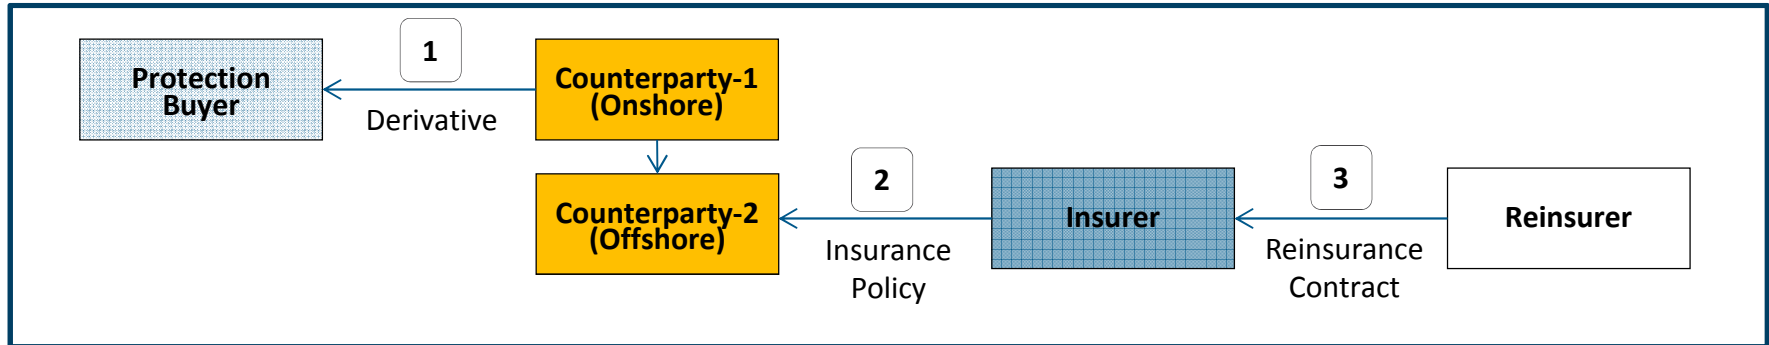 1
Protection
Buyer
Derivative
Counterparty-1
(Onshore)
Counterparty-2
(Offshore)
2
Insurance
Policy
Insurer
3
Reinsurance
Contract
Reinsurer